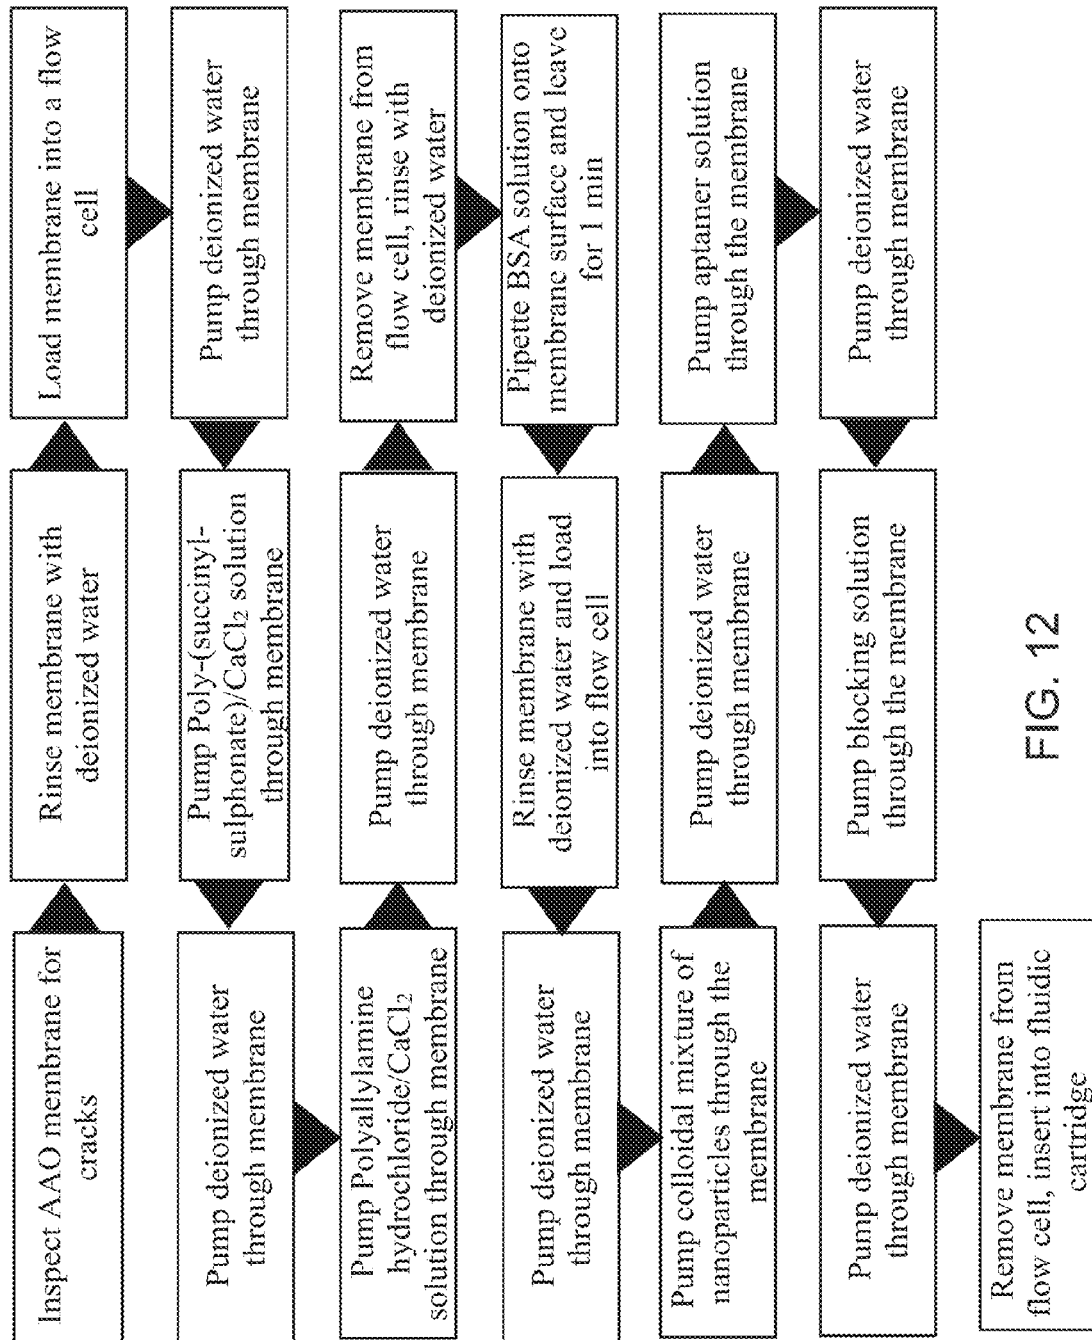 Inspect AAO membrane for
cracks
Rinse membrane with
deionized water
Load membrane into a flow
cell
Pump deionized water
through membrane
Pump Poly-(succinyl-
sulphonate)/CaCl₂ solution
through membrane
Pump deionized water
through membrane
Pump Polyallylamine
hydrochloride/CaCl₂
solution through membrane
Pump deionized water
through membrane
Remove membrane from
flow cell, rinse with
deionized water
Pipette BSA solution onto
membrane surface and leave
for 1 min
Rinse membrane with
deionized water and load
into flow cell
Pump deionized water
through membrane
Pump colloidal mixture of
nanoparticles through the
membrane
Pump deionized water
through membrane
Pump aptamer solution
through the membrane
Pump deionized water
through membrane
Pump blocking solution
through the membrane
Pump deionized water
through membrane
Remove membrane from
flow cell, insert into fluidic
cartridge
FIG. 12